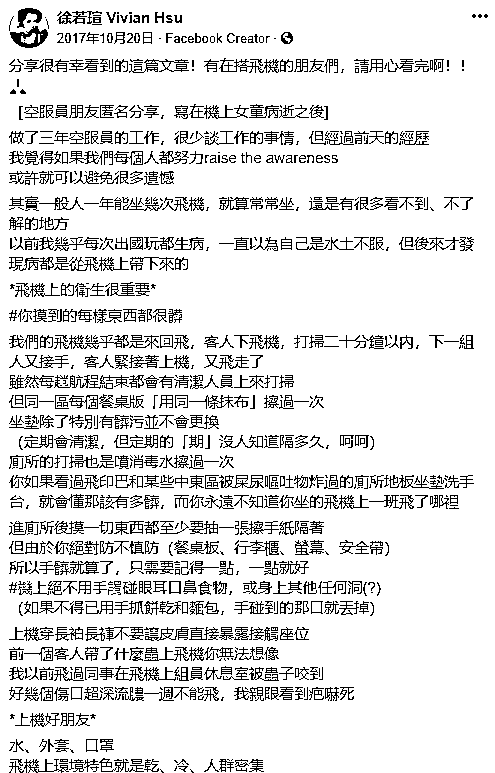 徐若瑄 Vivian Hsu
2017年10月20日 · Facebook Creator ·
分享很有幸看到的這篇文章！有在搭飛機的朋友們，請用心看完啊！！
[空服員朋友匿名分享，寫在機上女童病逝之後]
做了三年空服員的工作，很少談工作的事情，但經過前天的經歷
我覺得如果我們每個人都努力raise the awareness
或許就可以避免很多遺憾
其實一般人一年能坐幾次飛機，就算常常坐，還是有很多看不到、不了
解的地方
以前我幾乎每次出國玩都生病，一直以為自己是水土不服，但後來才發
現病都是從飛機上帶下來的
*飛機上的衛生很重要*
#你摸到的每樣東西都很髒
我們的飛機幾乎都是來回飛，客人下飛機，打掃二十分鐘以內，下一組
人又接手，客人緊接著上機，又飛走了
雖然每趟航程結束都會有清潔人員上來打掃
但同一區每個餐桌版「用同一條抹布」擦過一次
坐墊除了特別有髒污並不會更換
（定期會清潔，但定期的「期」沒人知道隔多久，呵呵）
廁所的打掃也是噴消毒水擦過一次
你如果看過飛印巴和某些中東區被屎尿嘔吐物炸過的廁所地板坐墊洗手
台，就會懂那該有多髒，而你永遠不知道你坐的飛機上一班飛了哪裡
進廁所後摸一切東西都至少要抽一張擦手紙隔著
但由於你絕對防不慎防（餐桌板、行李櫃、螢幕、安全帶）
所以手髒就算了，只需要記得一點，一點就好
#機上絕不用手觸碰眼耳口鼻食物，或身上其他任何洞(?)
（如果不得已用手抓餅乾和麵包，手碰到的那口就丟掉）
上機穿長袖長褲不要讓皮膚直接暴露接觸座位
前一個客人帶了什麼蟲上飛機你無法想像
我以前飛過同事在飛機上組員休息室被蟲子咬到
好幾個傷口超深流膿一週不能飛，我親眼看到疤嚇死
*上機好朋友*
水、外套、口罩
飛機上環境特色就是乾、冷、人群密集